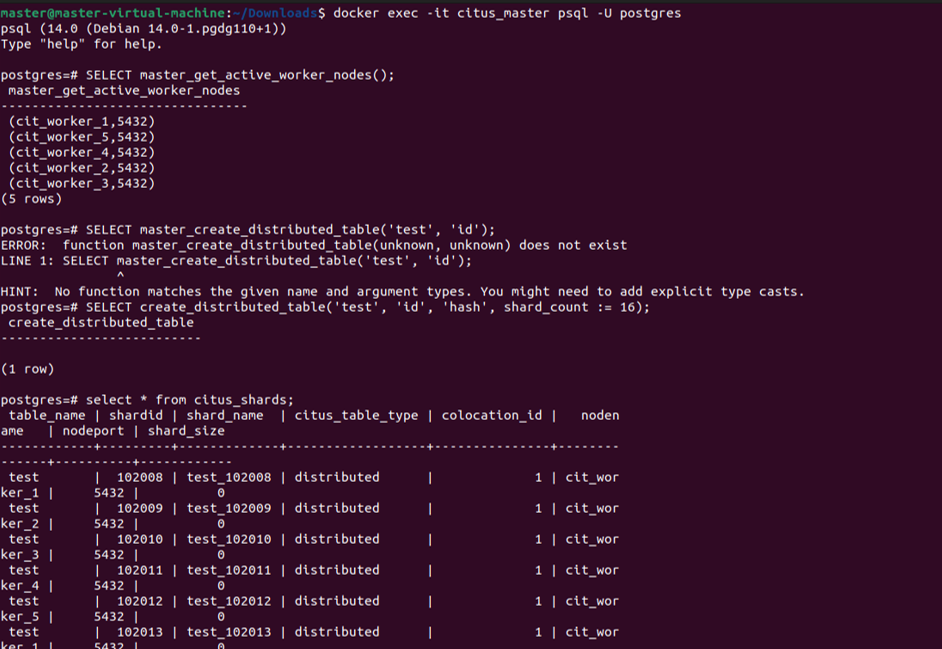 master@master-virtual-machine:~/Downloads$ docker exec -it citus_master psql -U postgres
psql (14.0 (Debian 14.0-1.pgdg110+1))
Type "help" for help.

postgres=# SELECT master_get_active_worker_nodes();
 master_get_active_worker_nodes
--------------------------------
 (cit_worker_1,5432)
 (cit_worker_5,5432)
 (cit_worker_4,5432)
 (cit_worker_2,5432)
 (cit_worker_3,5432)
(5 rows)

postgres=# SELECT master_create_distributed_table('test', 'id');
ERROR:  function master_create_distributed_table(unknown, unknown) does not exist
LINE 1: SELECT master_create_distributed_table('test', 'id');
               ^
HINT:  No function matches the given name and argument types. You might need to add explicit type casts.
postgres=# SELECT create_distributed_table('test', 'id', 'hash', shard_count := 16);
 create_distributed_table
--------------------------

(1 row)

postgres=# select * from citus_shards;
 table_name | shardid | shard_name  | citus_table_type | colocation_id |   noden
ame   | nodeport | shard_size
------------+---------+-------------+------------------+---------------+--------
------+----------+------------
 test       |  102008 | test_102008 | distributed      |             1 | cit_wor
ker_1 |     5432 |          0
 test       |  102009 | test_102009 | distributed      |             1 | cit_wor
ker_2 |     5432 |          0
 test       |  102010 | test_102010 | distributed      |             1 | cit_wor
ker_3 |     5432 |          0
 test       |  102011 | test_102011 | distributed      |             1 | cit_wor
ker_4 |     5432 |          0
 test       |  102012 | test_102012 | distributed      |             1 | cit_wor
ker_5 |     5432 |          0
 test       |  102013 | test_102013 | distributed      |             1 | cit_wor
ker_1 |     5432 |          0